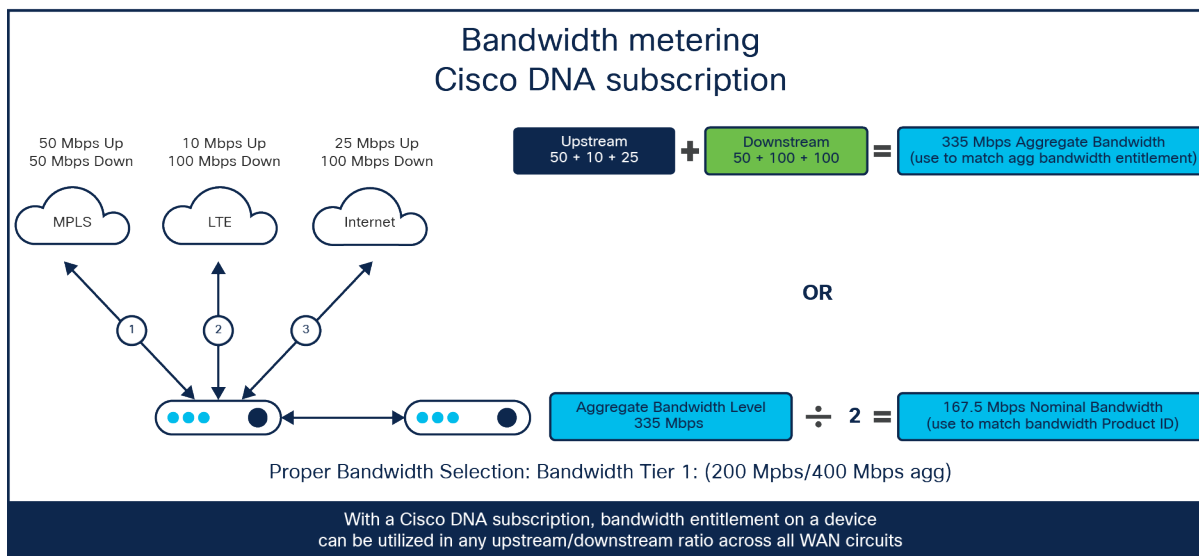 Bandwidth metering
Cisco DNA subscription
50 Mbps Up
50 Mbps Down
10 Mbps Up
100 Mbps Down
25 Mbps Up
100 Mbps Down
MPLS
LTE
Internet
1
2
3
Upstream
50 + 10 + 25
+
Downstream
50 + 100 + 100
=
335 Mbps Aggregate Bandwidth
(use to match agg bandwidth entitlement)
OR
Aggregate Bandwidth Level
335 Mbps
÷
2
=
167.5 Mbps Nominal Bandwidth
(use to match bandwidth Product ID)
Proper Bandwidth Selection: Bandwidth Tier 1: (200 Mpbs/400 Mbps agg)
With a Cisco DNA subscription, bandwidth entitlement on a device
can be utilized in any upstream/downstream ratio across all WAN circuits